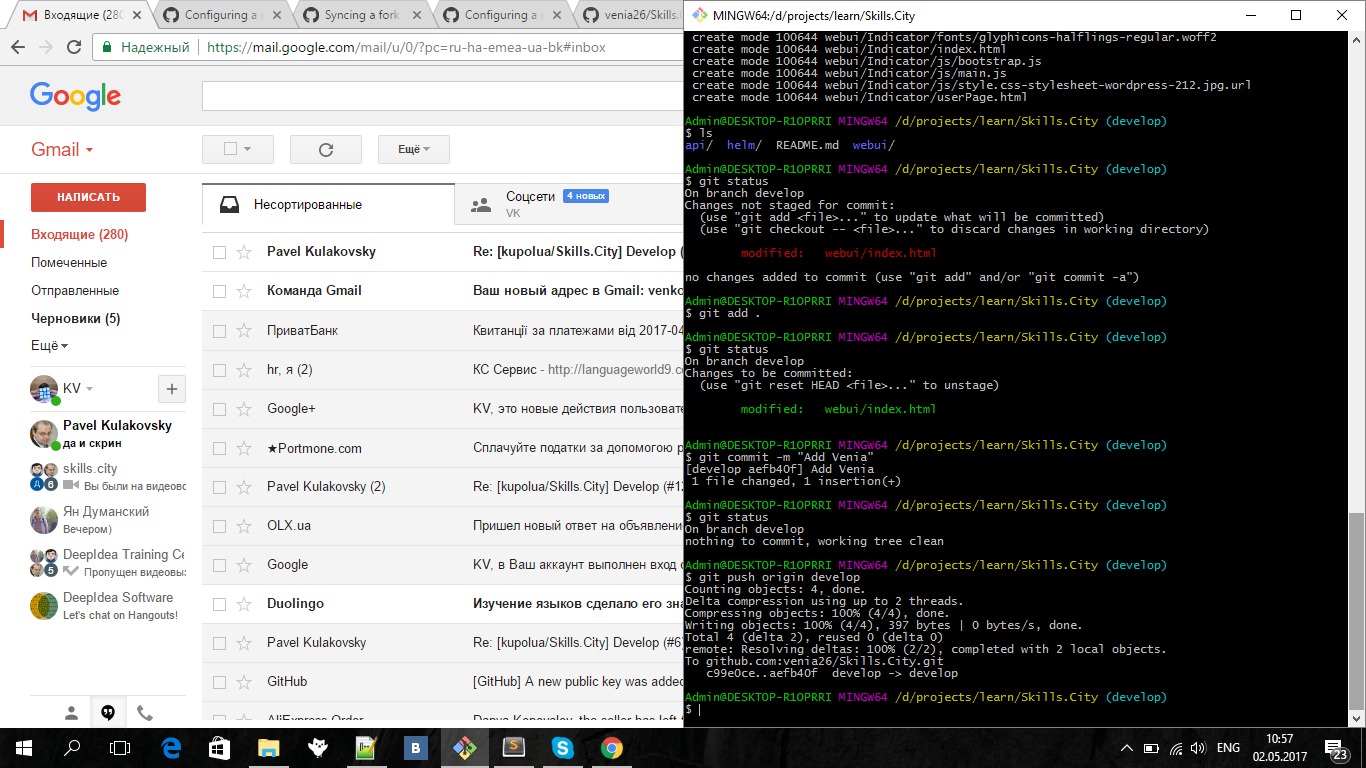 Входящие (280
Configuring a r
Syncing a fork
Configuring a r
venia26/Skills.C
Надежный
https://mail.google.com/mail/u/0/?pc=ru-ha-emea-ua-bk#inbox
Google
Gmail
Ещё
НАПИСАТЬ
Входящие (280)
Помеченные
Отправленные
Черновики (5)
Ещё
KV
Pavel Kulakovsky
да и скрин
skills.city
6
Вы были на видеовс
Ян Думанский
Вечером)
DeepIdea Training Ce
5
Пропущен видеовыз
DeepIdea Software
Let's chat on Hangouts!
Несортированные
Соцсети
4 новых
VK
Pavel Kulakovsky
Re: [kupolua/Skills.City] Develop (
Команда Gmail
Ваш новый адрес в Gmail: venko
ПриватБанк
Квитанції за платежами від 2017-04
hr, я (2)
КС Сервис - http://languageworld9.c
Google+
KV, это новые действия пользовате
★Portmone.com
Сплачуйте податки за допомогою р
Pavel Kulakovsky (2)
Re: [kupolua/Skills.City] Develop (#12
OLX.ua
Пришел новый ответ на объявлени
Google
KV, в Ваш аккаунт выполнен вход с
Duolingo
Изучение языков сделало его зна
Pavel Kulakovsky
Re: [kupolua/Skills.City] Develop (#6)
GitHub
[GitHub] A new public key was added
AliExpress Order
Darya Konovalov, the seller has left
MINGW64:/d/projects/learn/Skills.City
create mode 100644 webui/Indicator/fonts/glyphicons-halflings-regular.woff2
create mode 100644 webui/Indicator/index.html
create mode 100644 webui/Indicator/js/bootstrap.js
create mode 100644 webui/Indicator/js/main.js
create mode 100644 webui/Indicator/js/style.css-stylesheet-wordpress-212.jpg.url
create mode 100644 webui/Indicator/userPage.html
Admin@DESKTOP-R1OPRRI MINGW64 /d/projects/learn/Skills.City (develop)
$ ls
api/ helm/ README.md webui/
Admin@DESKTOP-R1OPRRI MINGW64 /d/projects/learn/Skills.City (develop)
$ git status
On branch develop
Changes not staged for commit:
(use "git add <file>..." to update what will be committed)
(use "git checkout -- <file>..." to discard changes in working directory)
modified: webui/index.html
no changes added to commit (use "git add" and/or "git commit -a")
Admin@DESKTOP-R1OPRRI MINGW64 /d/projects/learn/Skills.City (develop)
$ git add .
Admin@DESKTOP-R1OPRRI MINGW64 /d/projects/learn/Skills.City (develop)
$ git status
On branch develop
Changes to be committed:
(use "git reset HEAD <file>..." to unstage)
modified: webui/index.html
Admin@DESKTOP-R1OPRRI MINGW64 /d/projects/learn/Skills.City (develop)
$ git commit -m "Add Venia"
[develop aefb40f] Add Venia
1 file changed, 1 insertion(+)
Admin@DESKTOP-R1OPRRI MINGW64 /d/projects/learn/Skills.City (develop)
$ git status
On branch develop
nothing to commit, working tree clean
Admin@DESKTOP-R1OPRRI MINGW64 /d/projects/learn/Skills.City (develop)
$ git push origin develop
Counting objects: 4, done.
Delta compression using up to 2 threads.
Compressing objects: 100% (4/4), done.
Writing objects: 100% (4/4), 397 bytes | 0 bytes/s, done.
Total 4 (delta 2), reused 0 (delta 0)
remote: Resolving deltas: 100% (2/2), completed with 2 local objects.
To github.com:venia26/Skills.City.git
c99e0ce..aefb40f develop -> develop
Admin@DESKTOP-R1OPRRI MINGW64 /d/projects/learn/Skills.City (develop)
$
ENG
10:57
02.05.2017
23